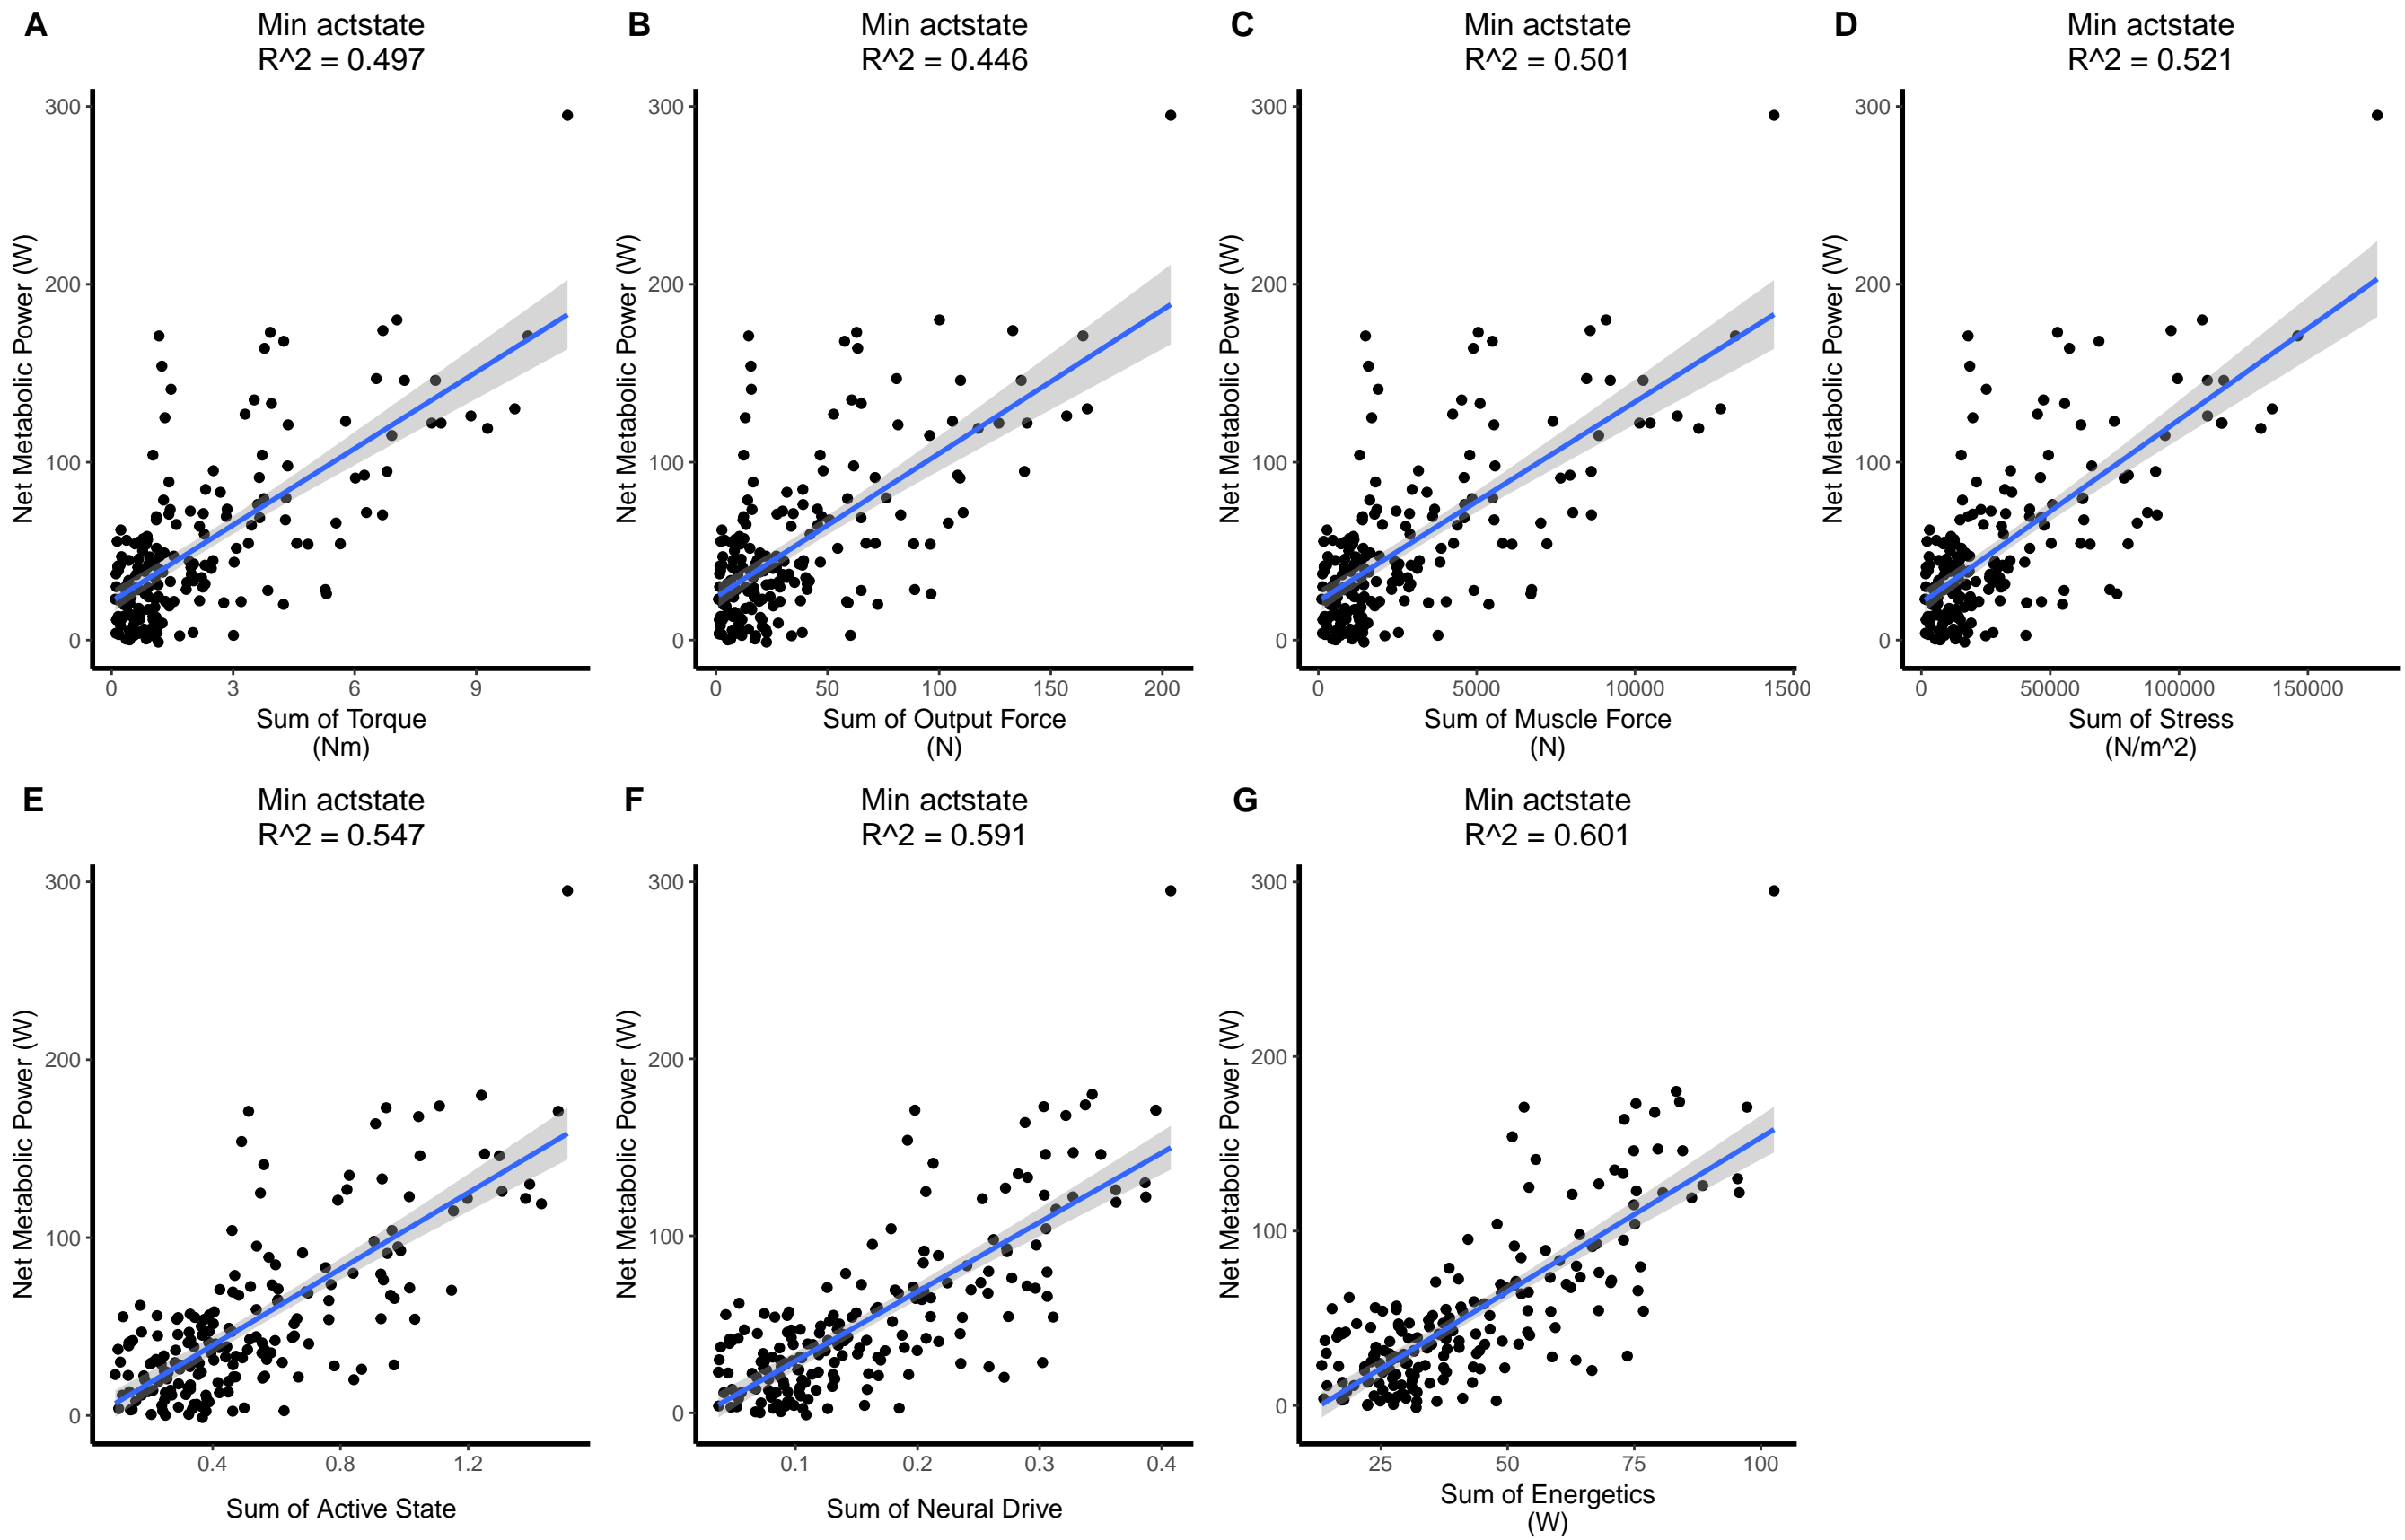 A
Min actstate
R^2 = 0.497
300
200
100
0
Net Metabolic Power (W)
0 3 6 9
Sum of Torque
(Nm)
B
Min actstate
R^2 = 0.446
300
200
100
0
Net Metabolic Power (W)
0 50 100 150 200
Sum of Output Force
(N)
C
Min actstate
R^2 = 0.501
300
200
100
0
Net Metabolic Power (W)
0 5000 10000 1500
Sum of Muscle Force
(N)
D
Min actstate
R^2 = 0.521
300
200
100
0
Net Metabolic Power (W)
0 50000 100000 150000
Sum of Stress
(N/m^2)
E
Min actstate
R^2 = 0.547
300
200
100
0
Net Metabolic Power (W)
0.4 0.8 1.2
Sum of Active State
F
Min actstate
R^2 = 0.591
300
200
100
0
Net Metabolic Power (W)
0.1 0.2 0.3 0.4
Sum of Neural Drive
G
Min actstate
R^2 = 0.601
300
200
100
0
Net Metabolic Power (W)
25 50 75 100
Sum of Energetics
(W)